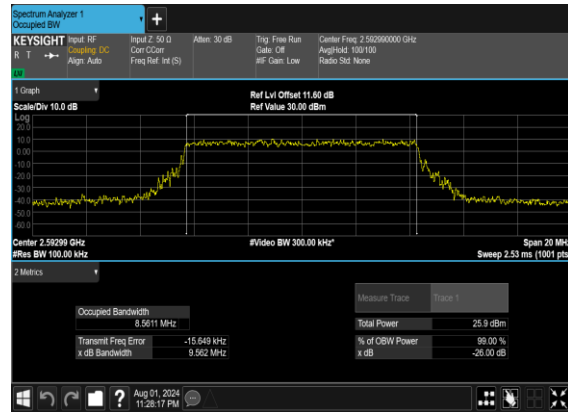 Spectrum Analyzer 1
Occupied BW
+
KEYSIGHT Input: RF Input Z: 50 Ω Atten: 30 dB Trig: Free Run Center Freq: 2.592990000 GHz
R T Coupling: DC Corr CCorr Gate: Off Avg|Hold: 100/100
Align: Auto Freq Ref: Int (S) #IF Gain: Low Radio Std: None
LXI
1 Graph
Ref Lvl Offset 11.60 dB
Scale/Div 10.0 dB Ref Value 30.00 dBm
Log
20.0
10.0
0.00
-10.0
-20.0
-30.0
-40.0
-50.0
-60.0
Center 2.59299 GHz #Video BW 300.00 kHz* Span 20 MHz
#Res BW 100.00 kHz Sweep 2.53 ms (1001 pts
2 Metrics
Measure Trace Trace 1
Occupied Bandwidth
8.5611 MHz Total Power 25.9 dBm
Transmit Freq Error -15.649 kHz % of OBW Power 99.00 %
x dB Bandwidth 9.562 MHz x dB -26.00 dB
? Aug 01, 2024
11:28:17 PM